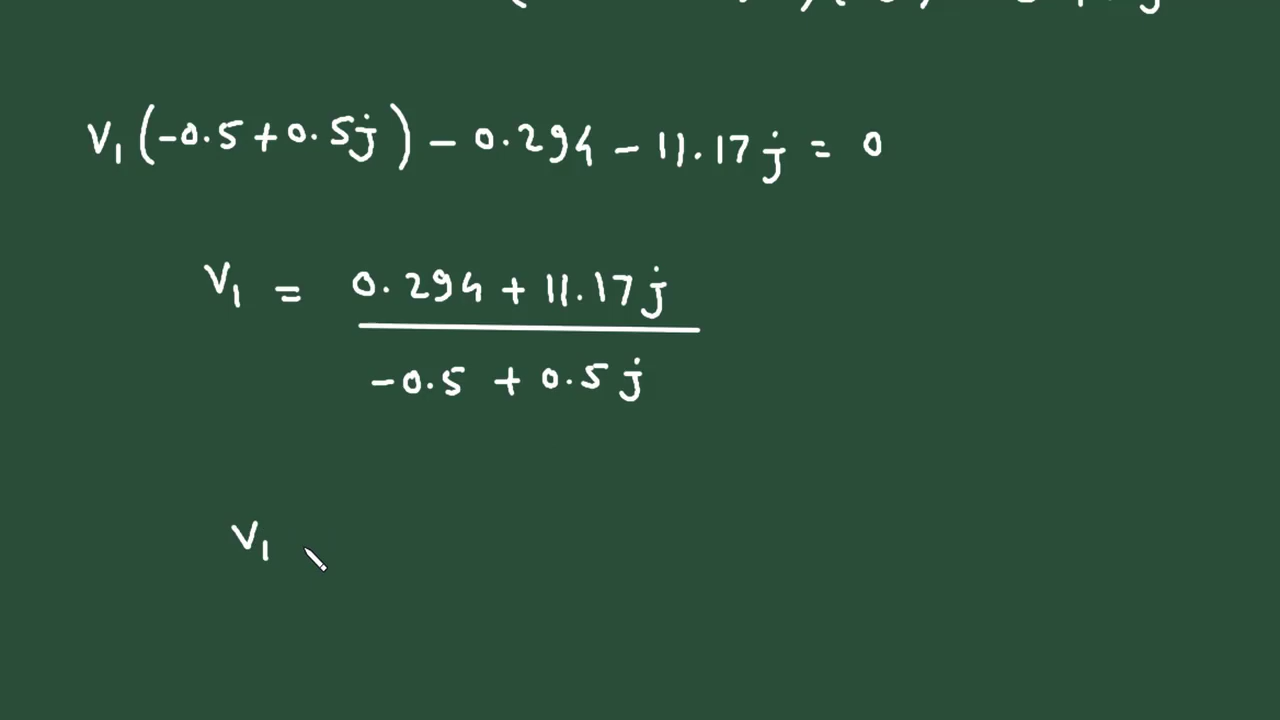 V₁(-0.5+0.5j) - 0.294 - 11.17j = 0
V₁ = 0.294 + 11.17j
-0.5 + 0.5j
V₁